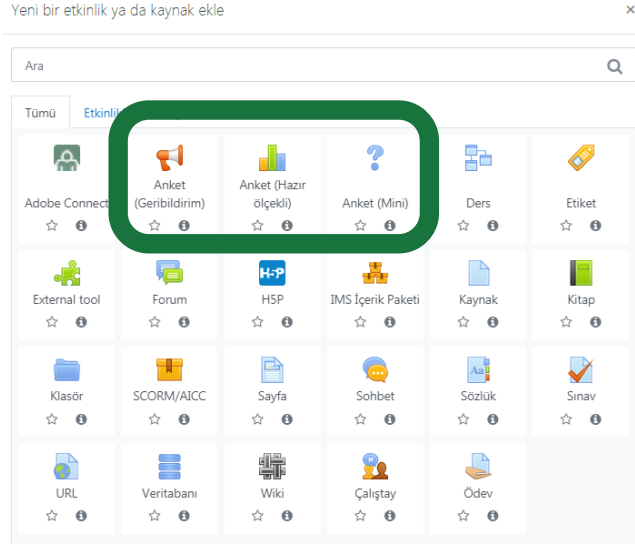 Yeni bir etkinlik ya da kaynak ekle
Ara
Tümü
Adobe Connect
Anket
(Geribildirim)
Anket (Hazır
ölçekli)
Anket (Mini)
Ders
Etiket
External tool
Forum
H5P
H5P
IMS İçerik Paketi
Kaynak
Kitap
Klasör
SCORM/AICC
Sayfa
Sohbet
Aa
Sözlük
Sınav
URL
Veritabanı
Wiki
Çalıştay
Ödev